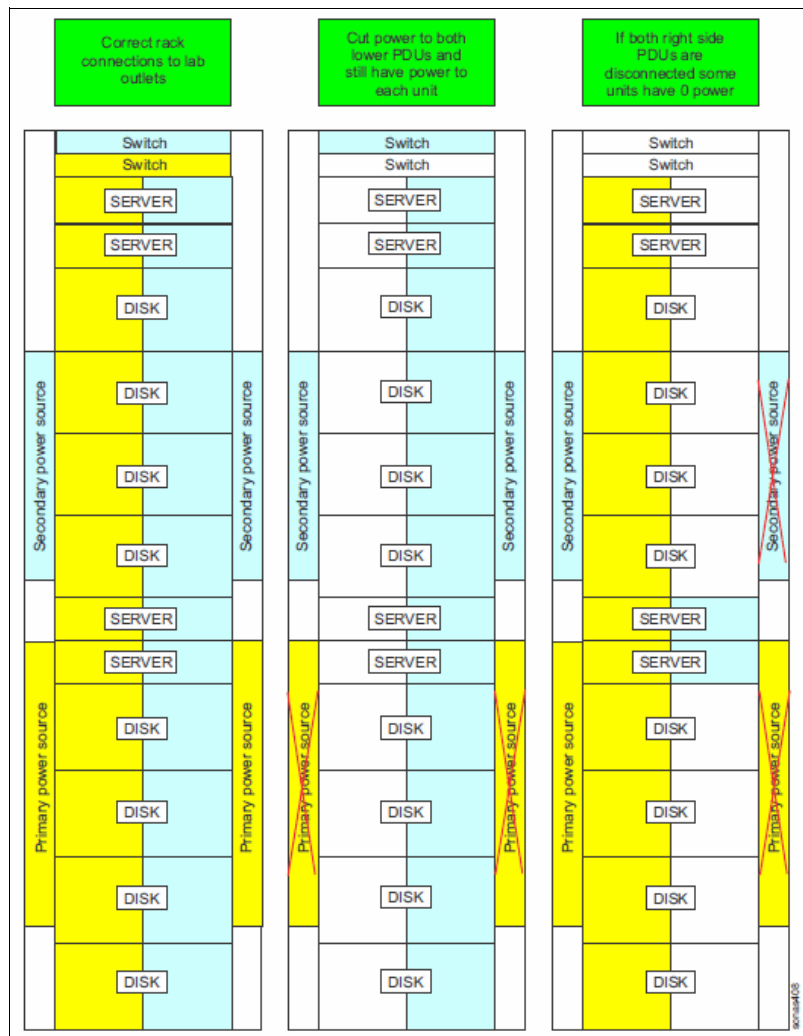 Correct rack
connections to lab
outlets
Switch
Switch
SERVER
SERVER
DISK
DISK
DISK
DISK
SERVER
SERVER
DISK
DISK
DISK
DISK
Secondary power source
Primary power source
Secondary power source
Primary power source
Cut power to both
lower PDUs and
still have power to
each unit
Switch
Switch
SERVER
SERVER
DISK
DISK
DISK
DISK
SERVER
SERVER
DISK
DISK
DISK
DISK
Secondary power source
Primary power source
Secondary power source
Primary power source
If both right side
PDUs are
disconnected some
units have 0 power
Switch
Switch
SERVER
SERVER
DISK
DISK
DISK
DISK
SERVER
SERVER
DISK
DISK
DISK
DISK
Secondary power source
Primary power source
Secondary power source
Primary power source
sonas408